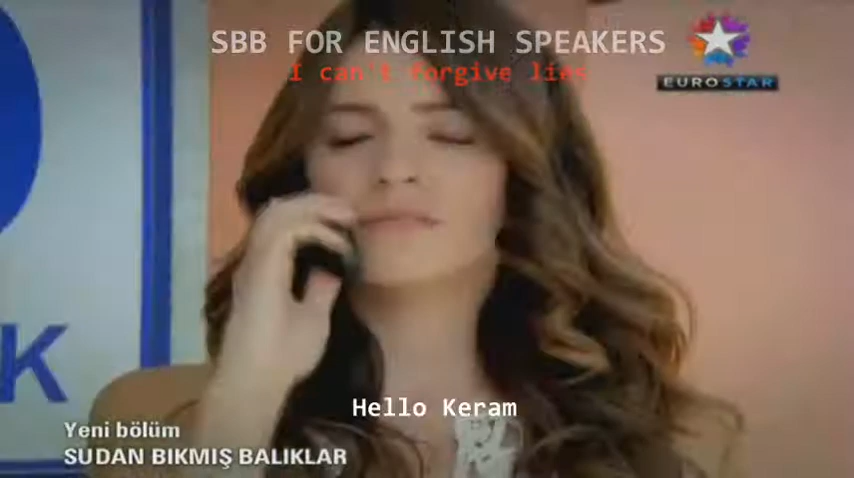 SBB FOR ENGLISH SPEAKERS
I can't forgive lies
EUROSTAR
K
Hello Keram
Yeni bölüm
SUDAN BIKMIŞ BALIKLAR